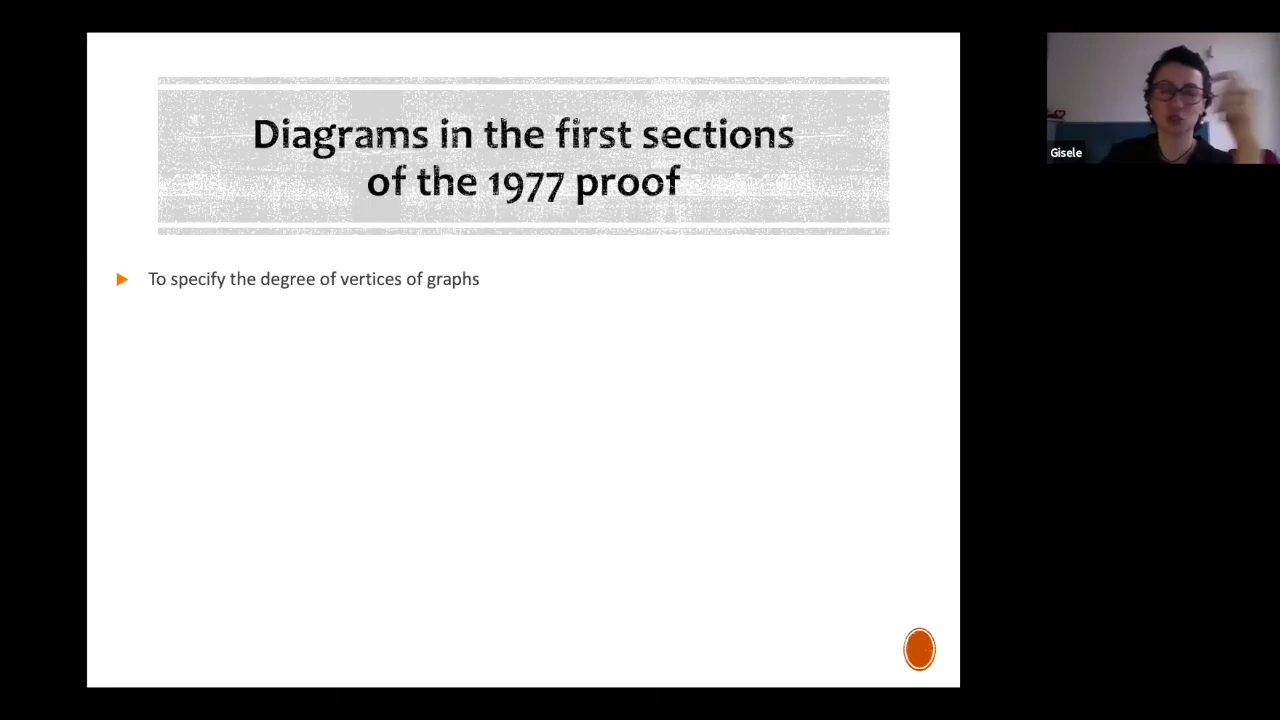 Diagrams in the first sections
of the 1977 proof
To specify the degree of vertices of graphs
Gisele